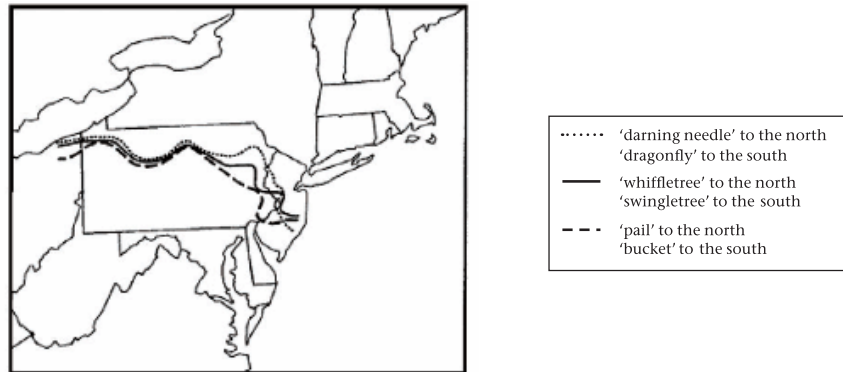 ‘darning needle’ to the north
‘dragonfly’ to the south
‘whiffletree’ to the north
‘swingletree’ to the south
‘pail’ to the north
‘bucket’ to the south